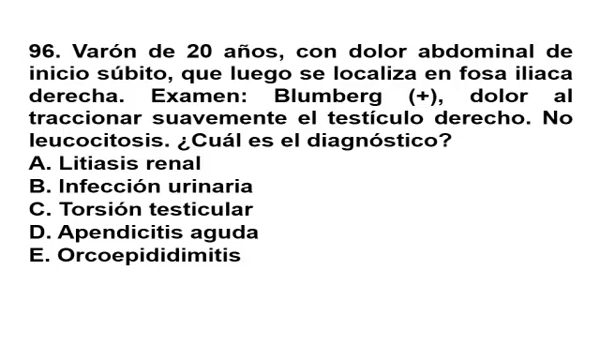 96. Varón de 20 años, con dolor abdominal de
inicio súbito, que luego se localiza en fosa iliaca
derecha. Examen: Blumberg (+), dolor al
traccionar suavemente el testículo derecho. No
leucocitosis. ¿Cuál es el diagnóstico?
A. Litiasis renal
B. Infección urinaria
C. Torsión testicular
D. Apendicitis aguda
E. Orcoepididimitis